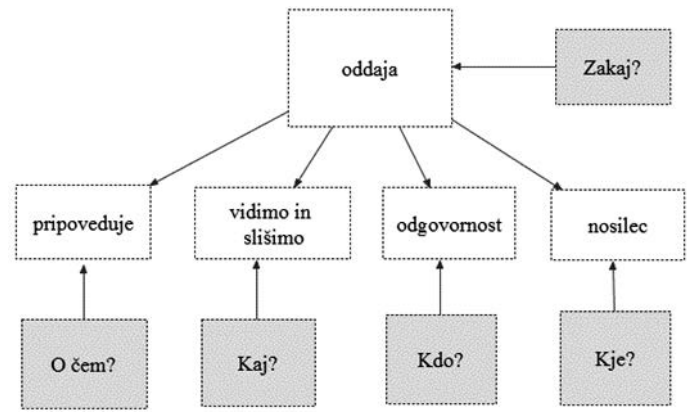 oddaja
Zakaj?
pripoveduje
vidimo in
slišimo
odgovornost
nosilec
O čem?
Kaj?
Kdo?
Kje?